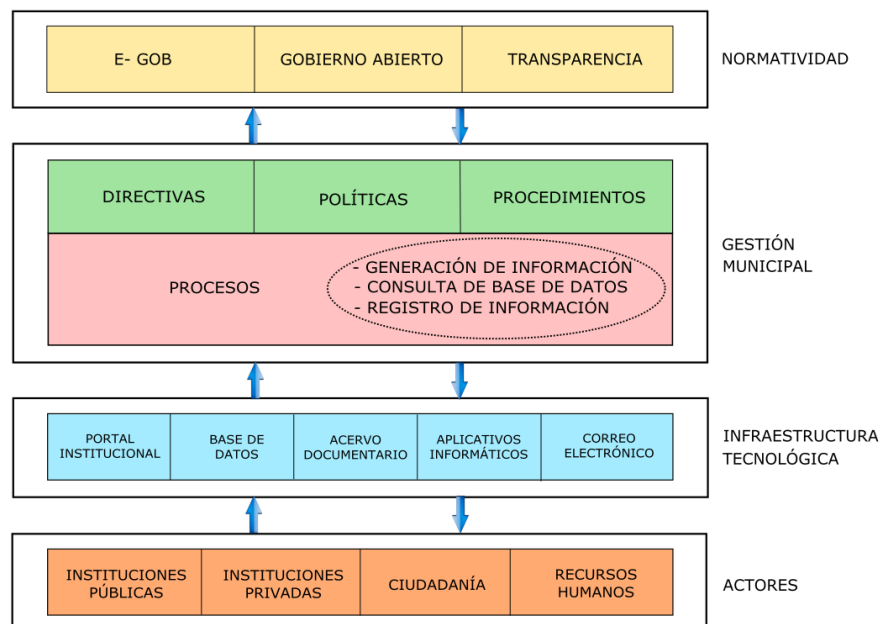 E- GOB
GOBIERNO ABIERTO
TRANSPARENCIA
NORMATIVIDAD
DIRECTIVAS
POLÍTICAS
PROCEDIMIENTOS
PROCESOS
- GENERACIÓN DE INFORMACIÓN
- CONSULTA DE BASE DE DATOS
- REGISTRO DE INFORMACIÓN
GESTIÓN
MUNICIPAL
PORTAL
INSTITUCIONAL
BASE DE
DATOS
ACERVO
DOCUMENTARIO
APLICATIVOS
INFORMÁTICOS
CORREO
ELECTRÓNICO
INFRAESTRUCTURA
TECNOLÓGICA
INSTITUCIONES
PÚBLICAS
INSTITUCIONES
PRIVADAS
CIUDADANÍA
RECURSOS
HUMANOS
ACTORES